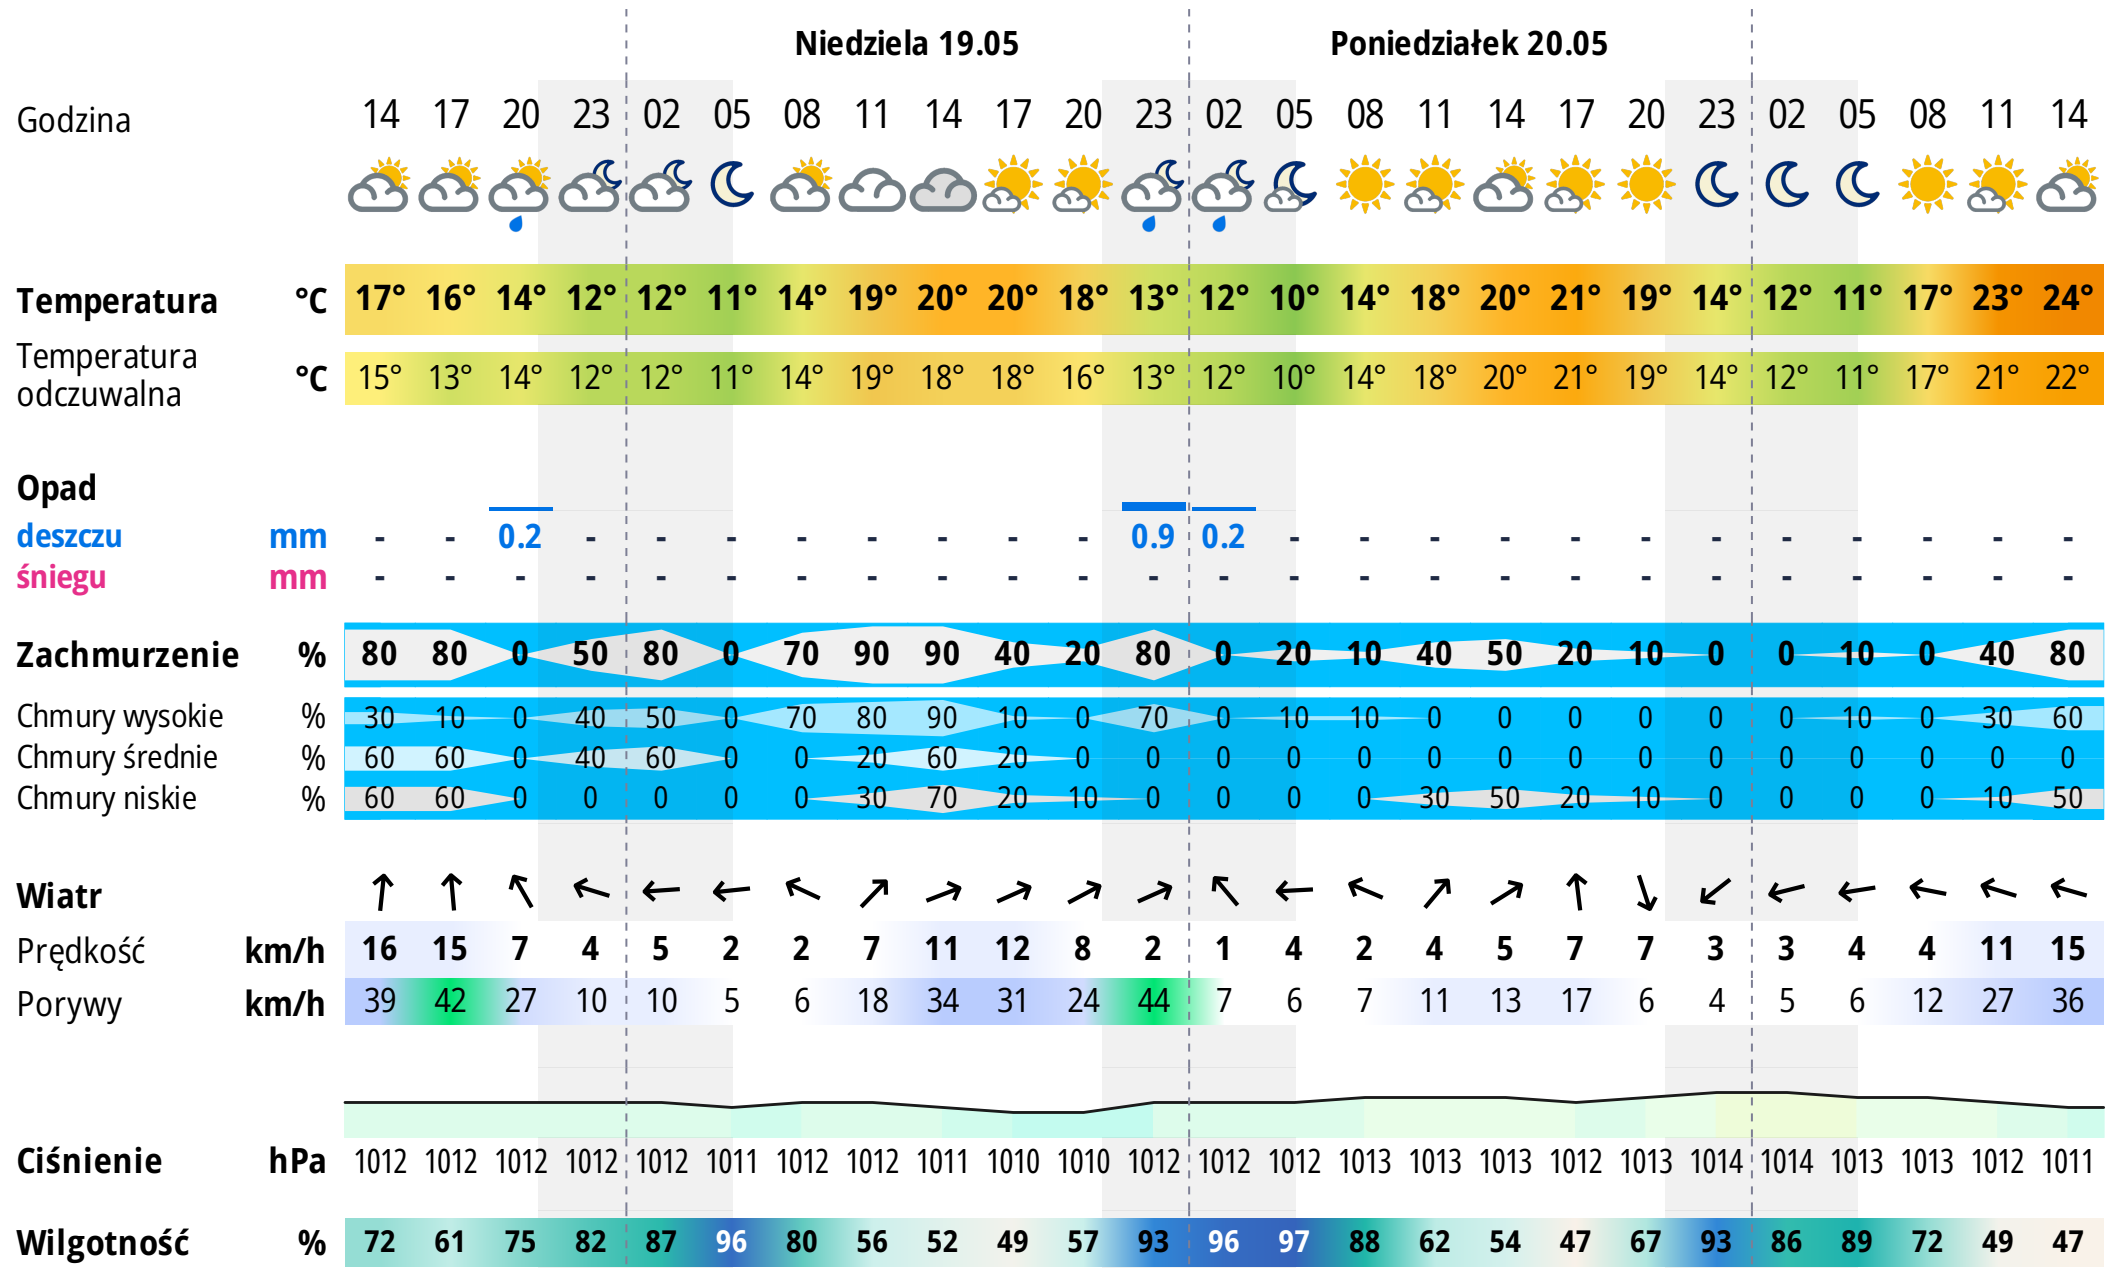 Niedziela 19.05 Poniedziałek 20.05
Godzina 14 17 20 23 02 05 08 11 14 17 20 23 02 05 08 11 14 17 20 23 02 05 08 11 14
Temperatura °C 17° 16° 14° 12° 12° 11° 14° 19° 20° 20° 18° 13° 12° 10° 14° 18° 20° 21° 19° 14° 12° 11° 17° 23° 24°
Temperatura
odczuwalna °C 15° 13° 14° 12° 12° 11° 14° 19° 18° 18° 16° 13° 12° 10° 14° 18° 20° 21° 19° 14° 12° 11° 17° 21° 22°
Opad
deszczu mm - - 0.2 - - - - - - - - 0.9 0.2 - - - - - - - - - - - -
śniegu mm - - - - - - - - - - - - - - - - - - - - - - - - -
Zachmurzenie % 80 80 0 50 80 0 70 90 90 40 20 80 0 20 10 40 50 20 10 0 0 10 0 40 80
Chmury wysokie % 30 10 0 40 50 0 70 80 90 10 0 70 0 10 10 0 0 0 0 0 0 10 0 30 60
Chmury średnie % 60 60 0 40 60 0 0 20 60 20 0 0 0 0 0 0 0 0 0 0 0 0 0 0 0
Chmury niskie % 60 60 0 0 0 0 0 30 70 20 10 0 0 0 0 30 50 20 10 0 0 0 0 10 50
Wiatr
Prędkość km/h 16 15 7 4 5 2 2 7 11 12 8 2 1 4 2 4 5 7 7 3 3 4 4 11 15
Porywy km/h 39 42 27 10 10 5 6 18 34 31 24 44 7 6 7 11 13 17 6 4 5 6 12 27 36
Ciśnienie hPa 1012 1012 1012 1012 1012 1011 1012 1012 1011 1010 1010 1012 1012 1012 1013 1013 1013 1012 1013 1014 1014 1013 1013 1012 1011
Wilgotność % 72 61 75 82 87 96 80 56 52 49 57 93 96 97 88 62 54 47 67 93 86 89 72 49 47